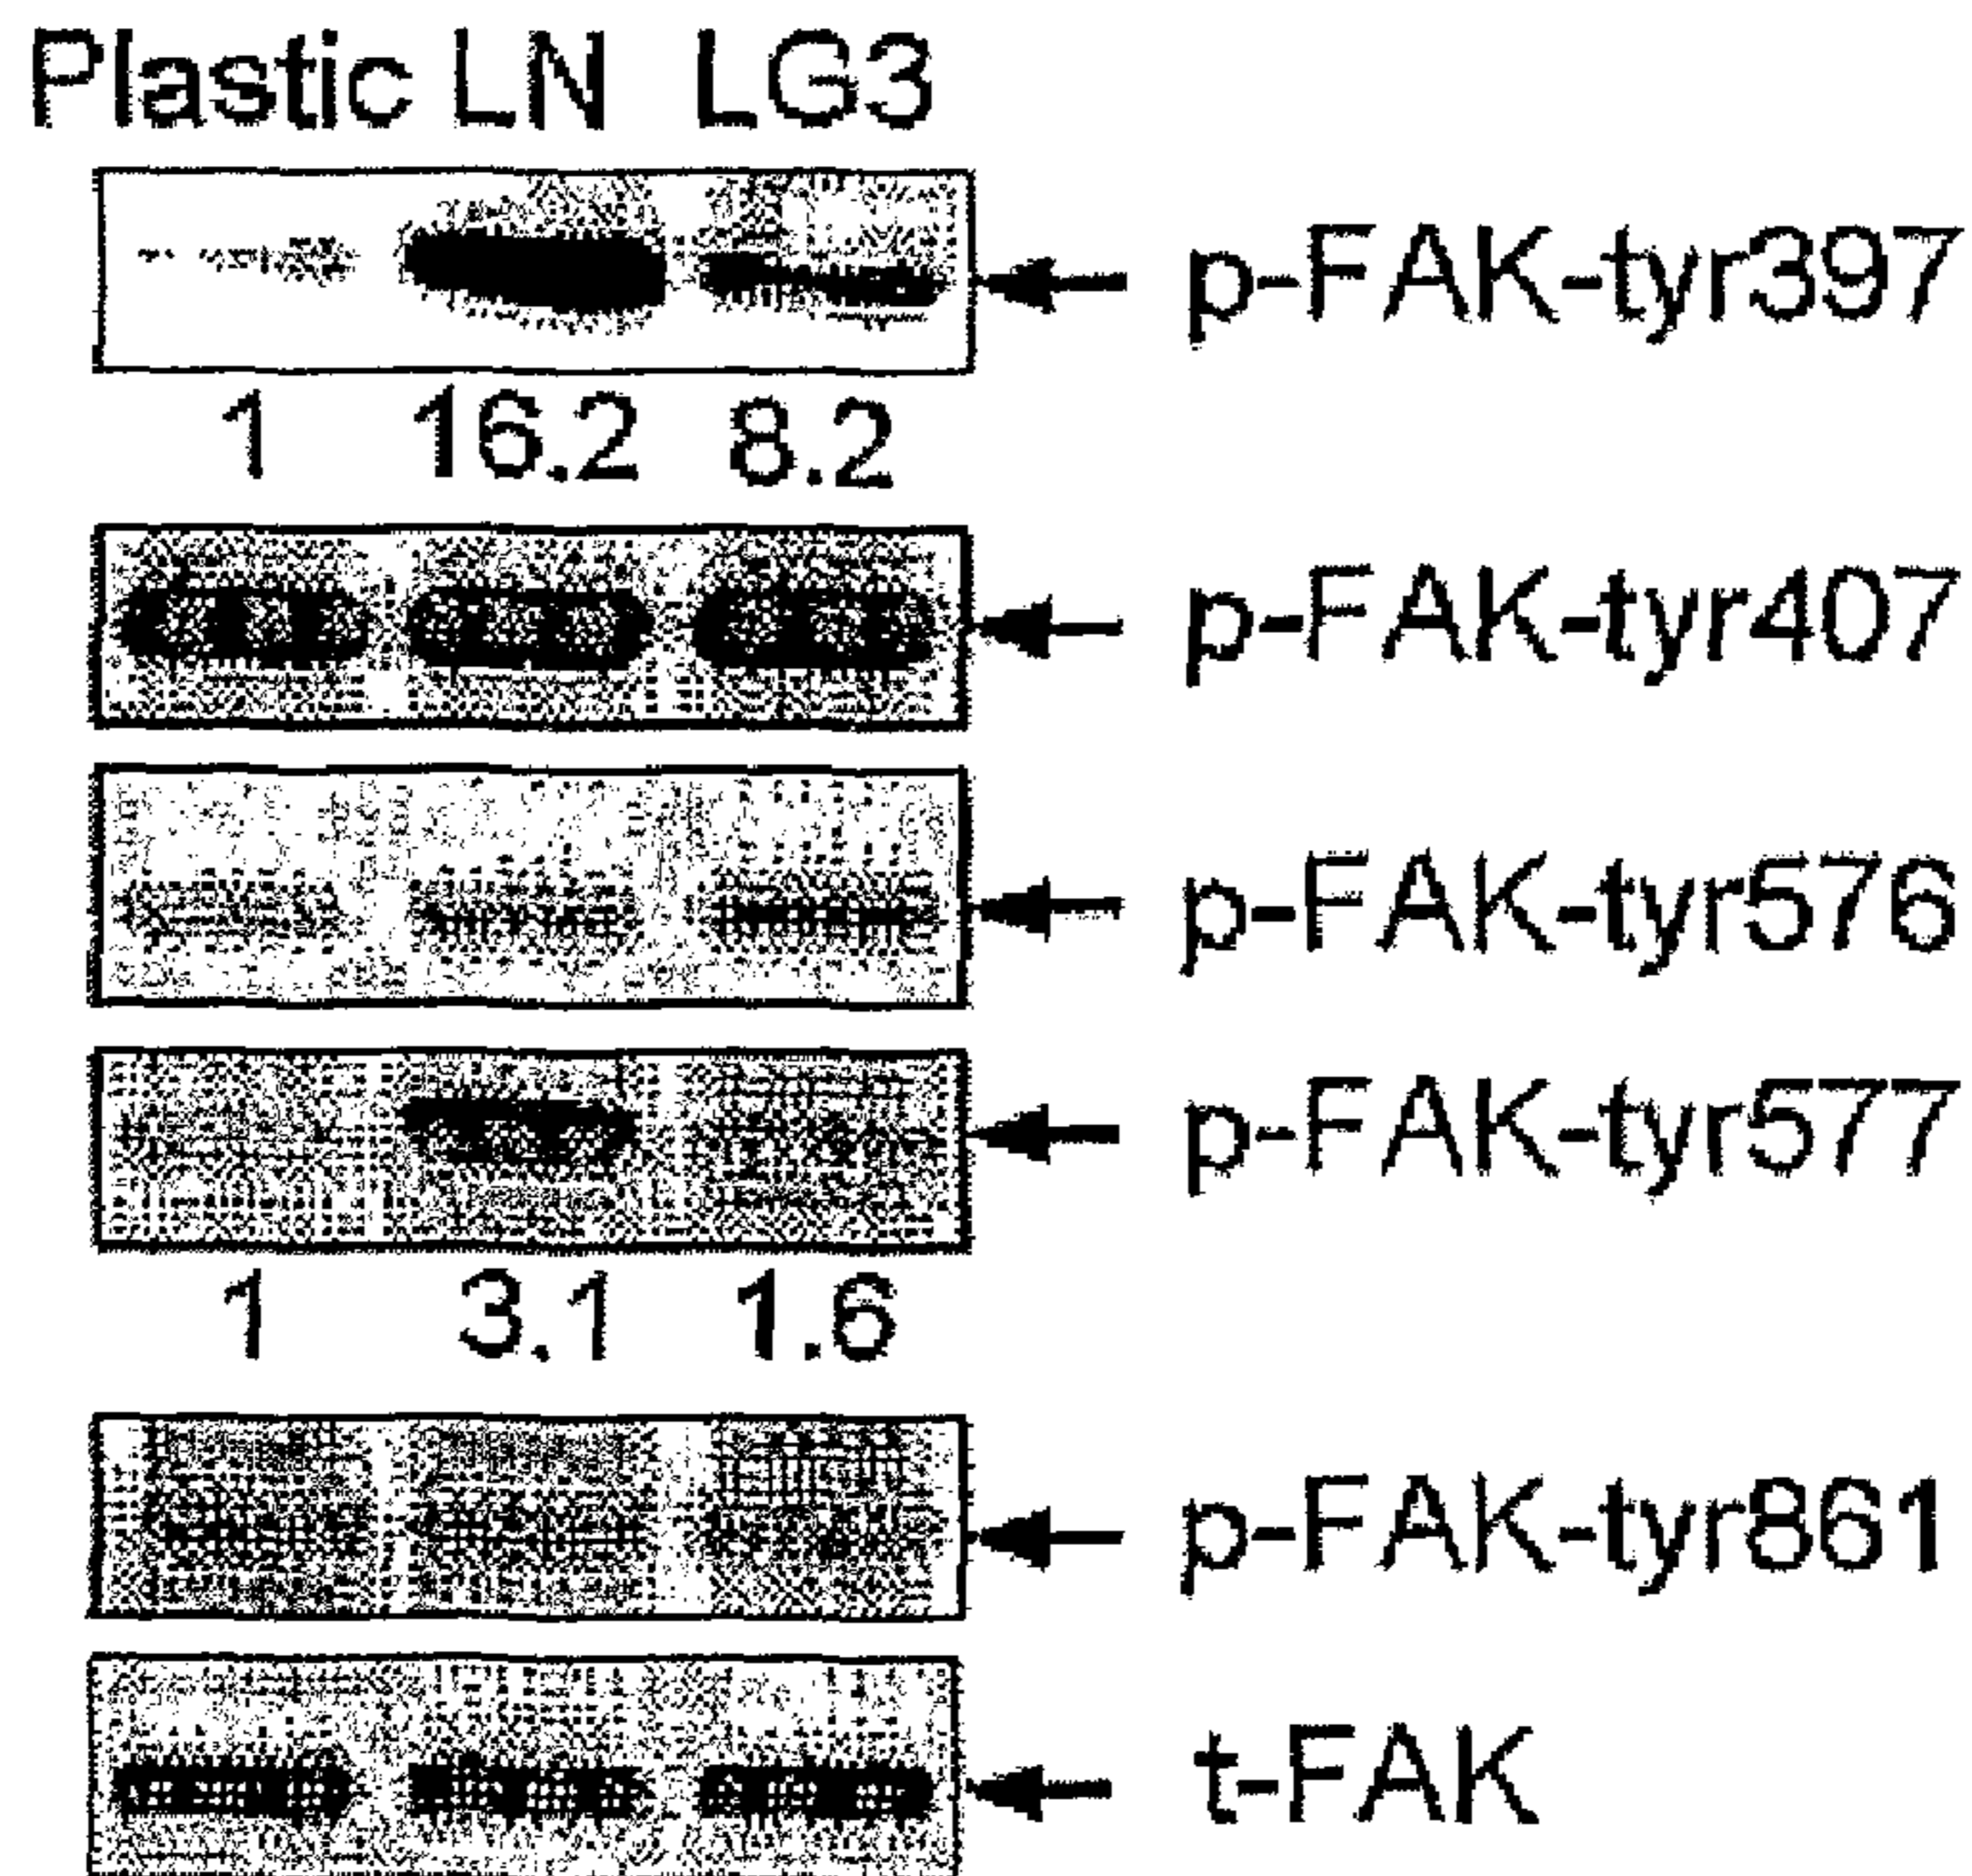 Plastic LN LG3
p-FAK-tyr397
1 16.2 8.2
p-FAK-tyr407
p-FAK-tyr576
p-FAK-tyr577
1 3.1 1.6
p-FAK-tyr861
t-FAK